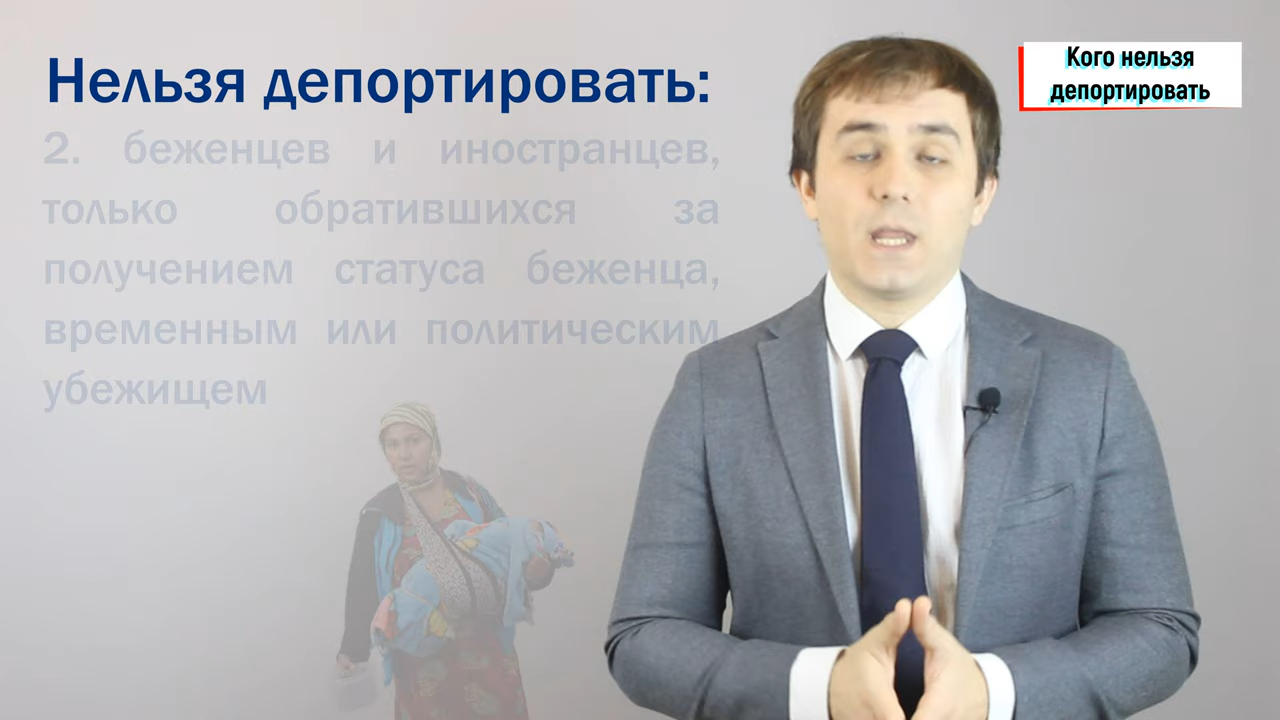 Нельзя депортировать:
2. беженцев и иностранцев,
только обратившихся за
получением статуса беженца,
временным или политическим
убежищем
Кого нельзя
депортировать